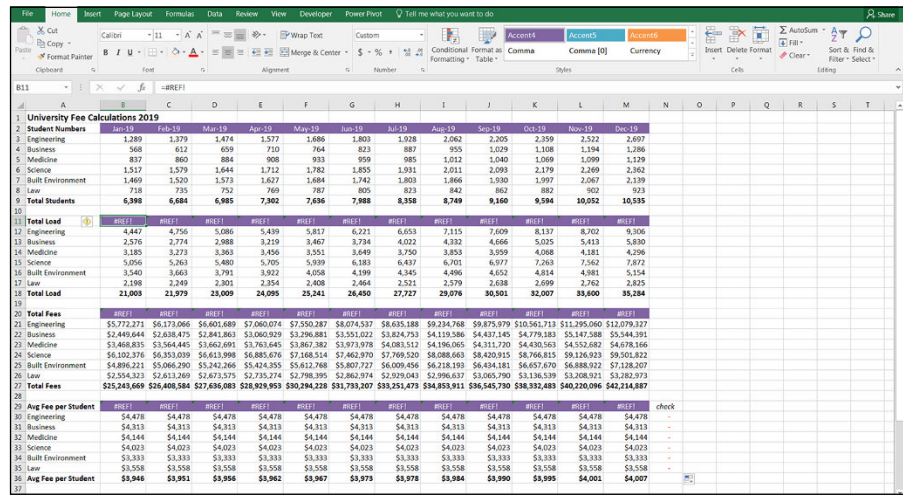 File Home Insert Page Layout Formulas Data Review View Developer Power Pivot Tell me what you want to do Share
Cut
Copy
Format Painter
Paste
Clipboard
Calibri 11
B I U
Font
Wrap Text
Merge & Center
Alignment
Custom
$ % ,
Number
Conditional Formatting
Format as Table
Accent4 Accent5 Accent6
Comma Comma [0] Currency
Styles
Insert Delete Format
Cells
AutoSum
Fill
Clear
Sort & Filter
Find & Select
Editing
B11 fx =#REF!
A B C D E F G H I J K L M N O P Q R S T
1 University Fee Calculations 2019
2 Student Numbers Jan-19 Feb-19 Mar-19 Apr-19 May-19 Jun-19 Jul-19 Aug-19 Sep-19 Oct-19 Nov-19 Dec-19
3 Engineering 1,289 1,379 1,474 1,577 1,686 1,803 1,928 2,062 2,205 2,359 2,522 2,697
4 Business 568 612 659 710 764 823 887 955 1,029 1,108 1,194 1,286
5 Medicine 837 860 884 908 933 959 985 1,012 1,040 1,069 1,099 1,129
6 Science 1,517 1,579 1,644 1,712 1,782 1,855 1,931 2,011 2,093 2,179 2,269 2,362
7 Built Environment 1,469 1,520 1,573 1,627 1,684 1,742 1,803 1,866 1,930 1,997 2,067 2,139
8 Law 718 735 752 769 787 805 823 842 862 882 902 923
9 Total Students 6,398 6,684 6,985 7,302 7,636 7,988 8,358 8,749 9,160 9,594 10,052 10,535
10
11 Total Load #REF! #REF! #REF! #REF! #REF! #REF! #REF! #REF! #REF! #REF! #REF! #REF!
12 Engineering 4,447 4,756 5,086 5,439 5,817 6,221 6,653 7,115 7,609 8,137 8,702 9,306
13 Business 2,576 2,774 2,988 3,219 3,467 3,734 4,022 4,332 4,666 5,025 5,413 5,830
14 Medicine 3,185 3,273 3,363 3,456 3,551 3,649 3,750 3,853 3,959 4,068 4,181 4,296
15 Science 5,056 5,263 5,480 5,705 5,939 6,183 6,437 6,701 6,977 7,263 7,562 7,872
16 Built Environment 3,540 3,663 3,791 3,922 4,058 4,199 4,345 4,496 4,652 4,814 4,981 5,154
17 Law 2,198 2,249 2,301 2,354 2,408 2,464 2,521 2,579 2,638 2,699 2,762 2,825
18 Total Load 21,003 21,979 23,009 24,095 25,241 26,450 27,727 29,076 30,501 32,007 33,600 35,284
19
20 Total Fees #REF! #REF! #REF! #REF! #REF! #REF! #REF! #REF! #REF! #REF! #REF! #REF!
21 Engineering $5,772,271 $6,173,066 $6,601,689 $7,060,074 $7,550,287 $8,074,537 $8,635,188 $9,234,768 $9,875,979 $10,561,713 $11,295,060 $12,079,327
22 Business $2,449,644 $2,638,475 $2,841,863 $3,060,929 $3,296,881 $3,551,022 $3,824,753 $4,119,586 $4,437,145 $4,779,183 $5,147,588 $5,544,391
23 Medicine $3,468,835 $3,564,445 $3,662,691 $3,763,645 $3,867,382 $3,973,978 $4,083,512 $4,196,065 $4,311,720 $4,430,563 $4,552,682 $4,678,166
24 Science $6,102,376 $6,353,039 $6,613,998 $6,885,676 $7,168,514 $7,462,970 $7,769,520 $8,088,663 $8,420,915 $8,766,815 $9,126,923 $9,501,822
25 Built Environment $4,896,221 $5,066,290 $5,242,266 $5,424,355 $5,612,768 $5,807,727 $6,009,456 $6,218,193 $6,434,181 $6,657,670 $6,888,922 $7,128,207
26 Law $2,554,323 $2,613,269 $2,673,575 $2,735,274 $2,798,395 $2,862,974 $2,929,043 $2,996,637 $3,065,790 $3,136,539 $3,208,921 $3,282,973
27 Total Fees $25,243,669 $26,408,584 $27,636,083 $28,929,953 $30,294,228 $31,733,207 $33,251,473 $34,853,911 $36,545,730 $38,332,483 $40,220,096 $42,214,887
28
29 Avg Fee per Student #REF! #REF! #REF! #REF! #REF! #REF! #REF! #REF! #REF! #REF! #REF! #REF! check
30 Engineering $4,478 $4,478 $4,478 $4,478 $4,478 $4,478 $4,478 $4,478 $4,478 $4,478 $4,478 $4,478 -
31 Business $4,313 $4,313 $4,313 $4,313 $4,313 $4,313 $4,313 $4,313 $4,313 $4,313 $4,313 $4,313 -
32 Medicine $4,144 $4,144 $4,144 $4,144 $4,144 $4,144 $4,144 $4,144 $4,144 $4,144 $4,144 $4,144 -
33 Science $4,023 $4,023 $4,023 $4,023 $4,023 $4,023 $4,023 $4,023 $4,023 $4,023 $4,023 $4,023 -
34 Built Environment $3,333 $3,333 $3,333 $3,333 $3,333 $3,333 $3,333 $3,333 $3,333 $3,333 $3,333 $3,333 -
35 Law $3,558 $3,558 $3,558 $3,558 $3,558 $3,558 $3,558 $3,558 $3,558 $3,558 $3,558 $3,558 -
36 Avg Fee per Student $3,946 $3,951 $3,956 $3,962 $3,967 $3,973 $3,978 $3,984 $3,990 $3,995 $4,001 $4,007
37